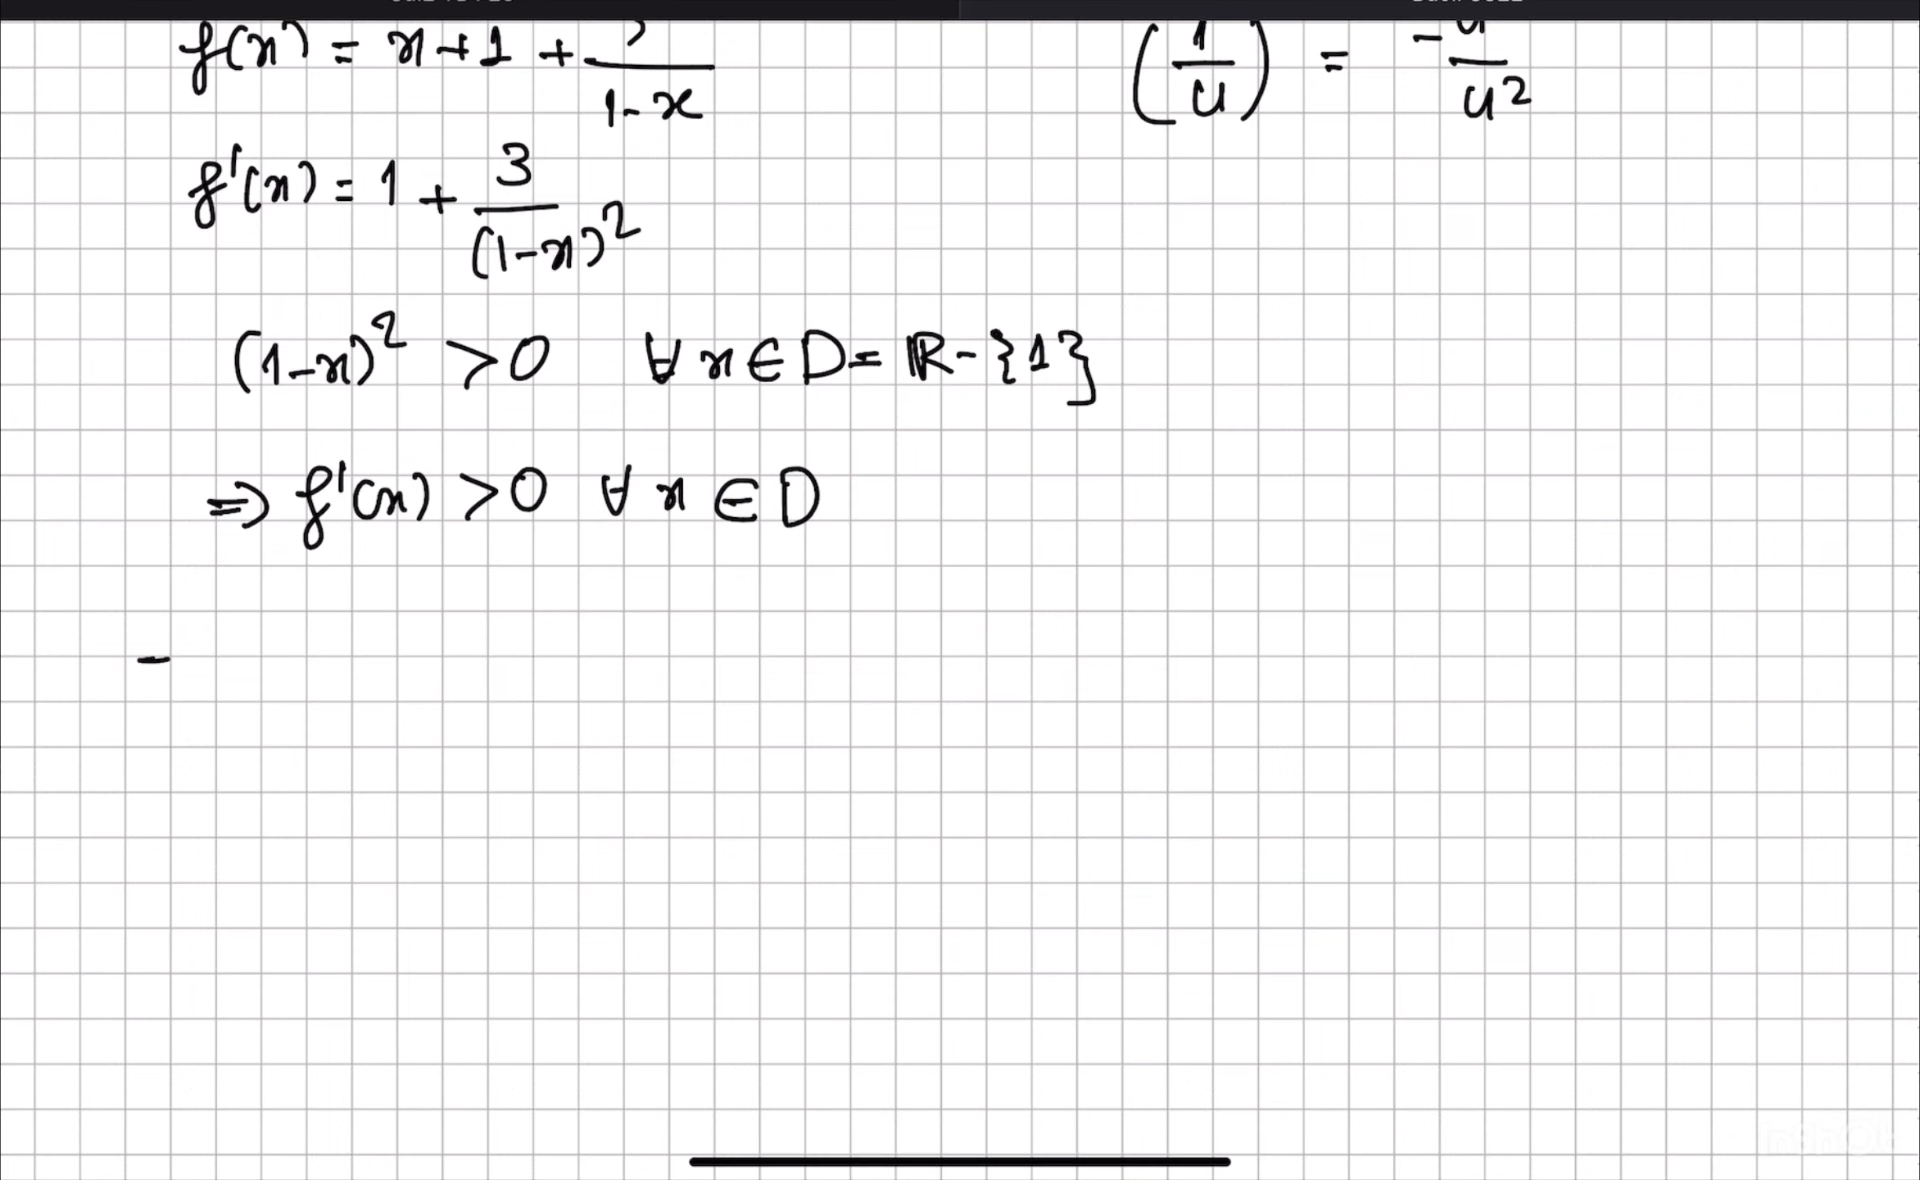 f(x) = x + 1 + 3/(1-x)
(1/u) = -u'/u²
f'(x) = 1 + 3/(1-x)²
(1-x)² > 0 ∀ x ∈ D = ℝ - {1}
⇒ f'(x) > 0 ∀ x ∈ D
-